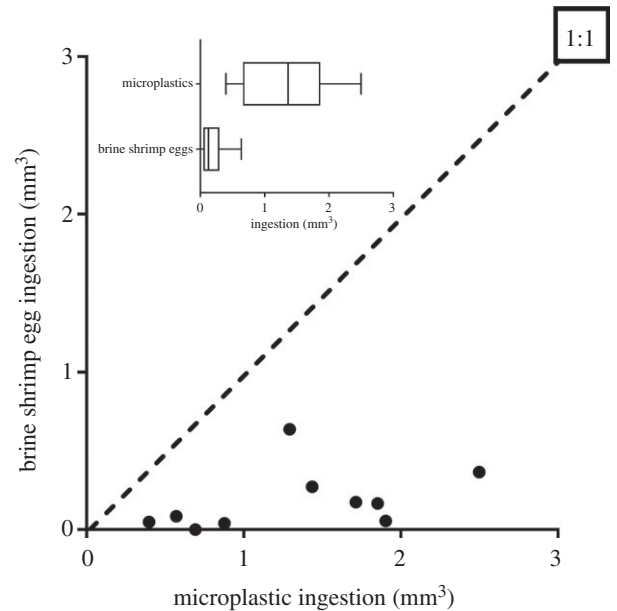 1:1
3
2
1
0
brine shrimp egg ingestion (mm³)
microplastics
brine shrimp eggs
0 1 2 3
ingestion (mm³)
0 1 2 3
microplastic ingestion (mm³)